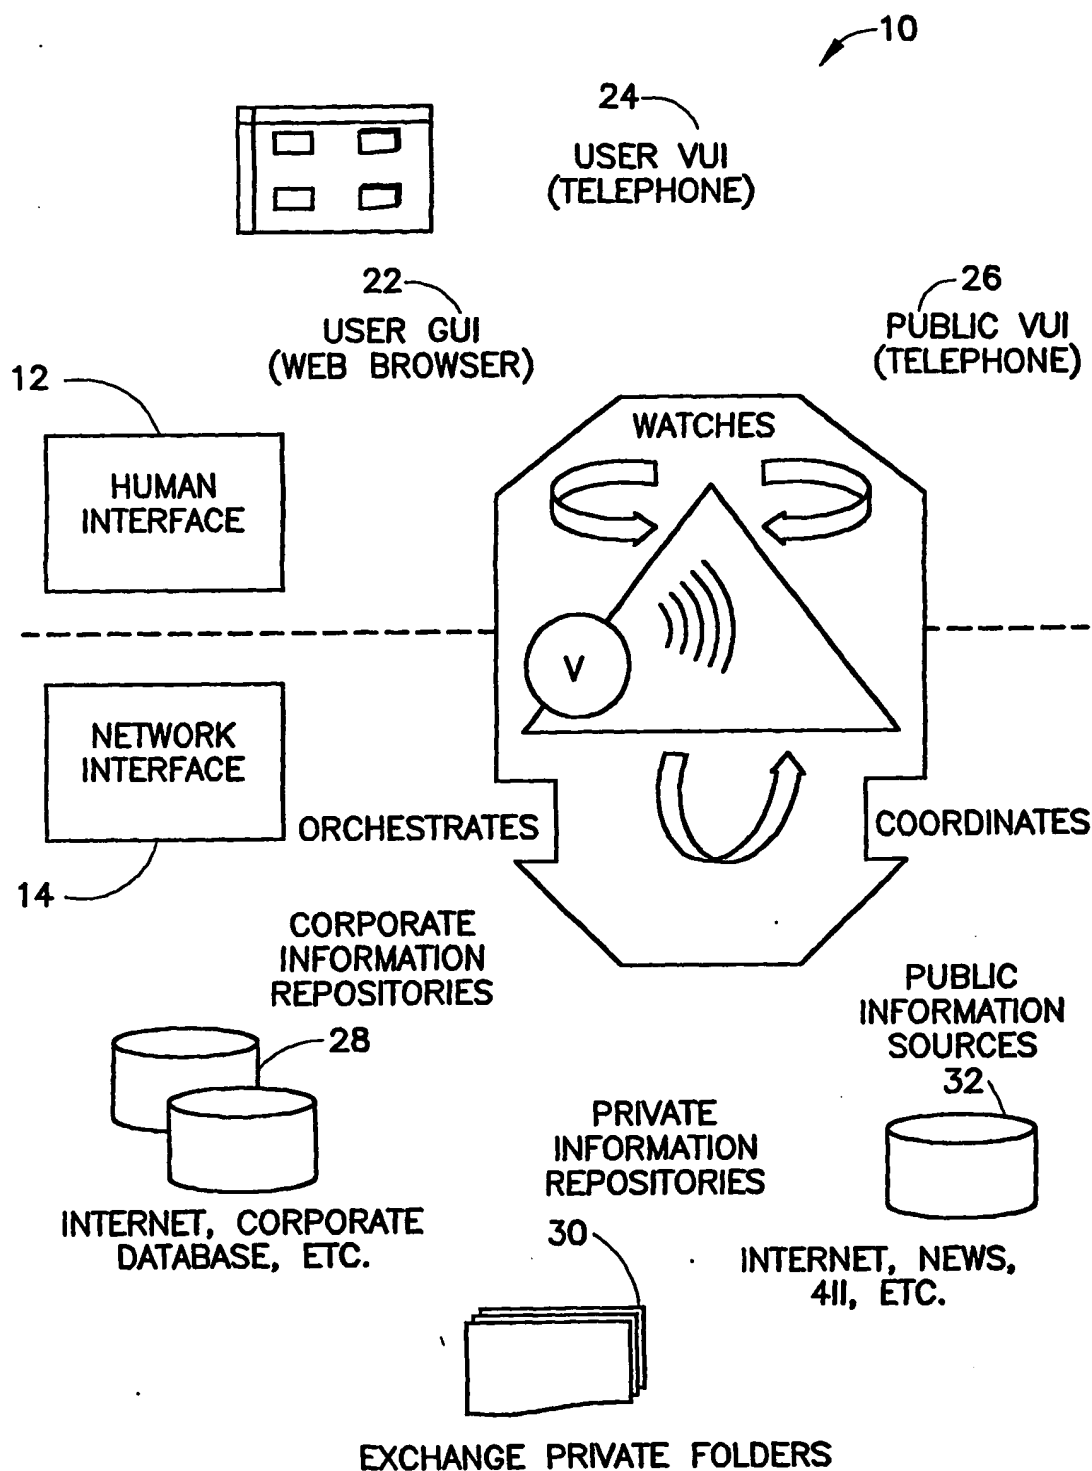 10
24
USER VUI
(TELEPHONE)
22
USER GUI
(WEB BROWSER)
26
PUBLIC VUI
(TELEPHONE)
12
HUMAN
INTERFACE
WATCHES
V
NETWORK
INTERFACE
14
ORCHESTRATES
COORDINATES
CORPORATE
INFORMATION
REPOSITORIES
28
INTERNET, CORPORATE
DATABASE, ETC.
PRIVATE
INFORMATION
REPOSITORIES
30
EXCHANGE PRIVATE FOLDERS
PUBLIC
INFORMATION
SOURCES
32
INTERNET, NEWS,
411, ETC.